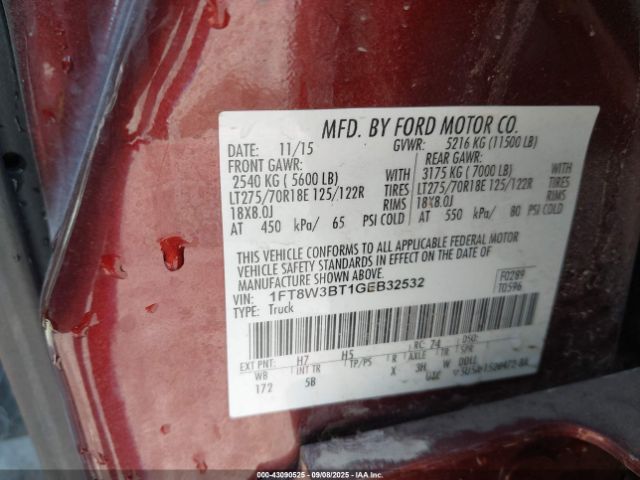 MFD. BY FORD MOTOR CO.
DATE: 11/15 GVWR: 5216 KG (11500 LB)
FRONT GAWR: REAR GAWR:
2540 KG ( 5600 LB) WITH 3175 KG ( 7000 LB) WITH
LT275/70R18E 125/122R TIRES LT275/70R18E 125/122R TIRES
18X8.0J RIMS 18X8.0J RIMS
AT 450 kPa/ 65 PSI COLD AT 550 kPa/ 80 PSI COLD
THIS VEHICLE CONFORMS TO ALL APPLICABLE FEDERAL MOTOR
VEHICLE SAFETY STANDARDS IN EFFECT ON THE DATE OF
MANUFACTURE SHOWN ABOVE.
VIN: 1FT8W3BT1GEB32532 F0289
TYPE: Truck T0596
RC: 74 DSO:
EXT PNT: H7 H5
WB INT TR TP/PS R AXLE TR SPR
172 5B X 3H W DDLL
000-43090525 - 09/08/2025 - IAAI.com